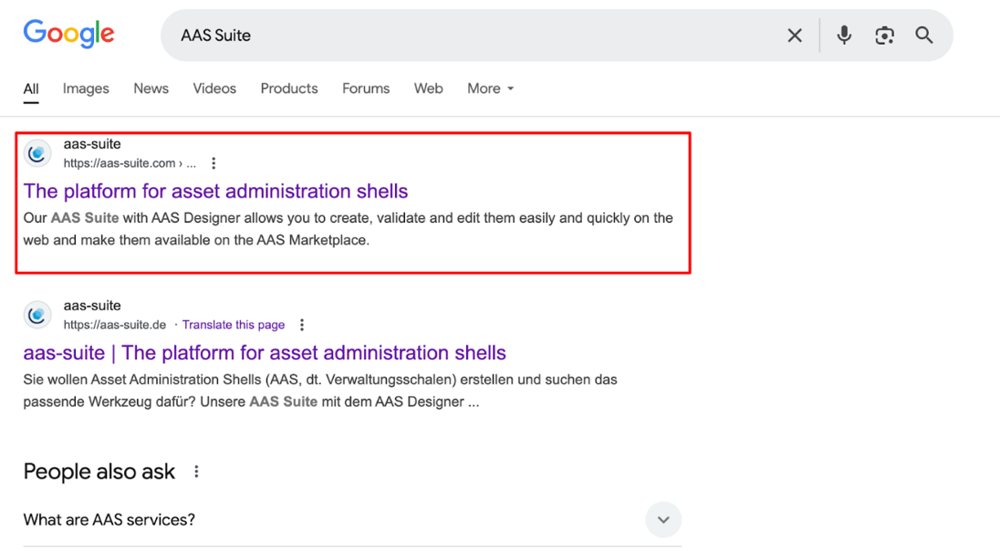 Google
AAS Suite
All Images News Videos Products Forums Web More
aas-suite
https://aas-suite.com › ...
The platform for asset administration shells
Our AAS Suite with AAS Designer allows you to create, validate and edit them easily and quickly on the
web and make them available on the AAS Marketplace.
aas-suite
https://aas-suite.de · Translate this page
aas-suite | The platform for asset administration shells
Sie wollen Asset Administration Shells (AAS, dt. Verwaltungsschalen) erstellen und suchen das
passende Werkzeug dafür? Unsere AAS Suite mit dem AAS Designer ...
People also ask
What are AAS services?